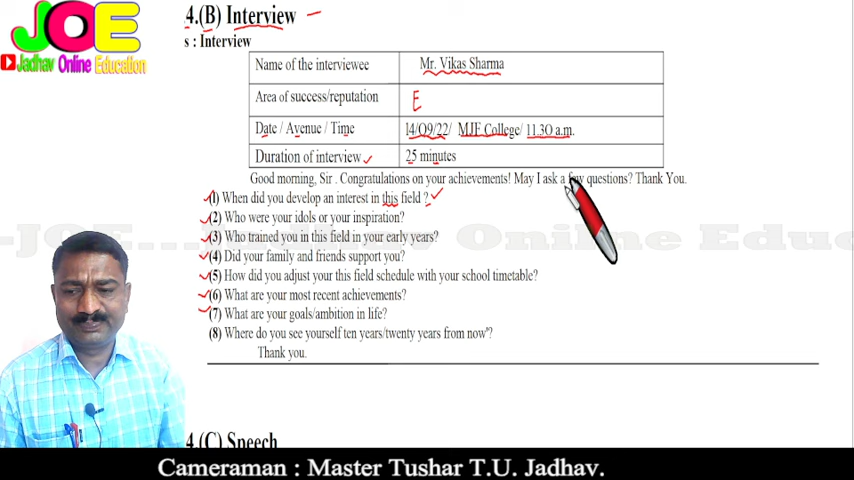 JOE
Jadhav Online Education
4.(B) Interview
s : Interview
Name of the interviewee Mr. Vikas Sharma
Area of success/reputation E
Date / Avenue / Time 14/09/22/ MJF College/ 11.30 a.m.
Duration of interview 25 minutes
Good morning, Sir . Congratulations on your achievements! May I ask a few questions? Thank You.
(1) When did you develop an interest in this field ?
(2) Who were your idols or your inspiration?
(3) Who trained you in this field in your early years?
(4) Did your family and friends support you?
(5) How did you adjust your this field schedule with your school timetable?
(6) What are your most recent achievements?
(7) What are your goals/ambition in life?
(8) Where do you see yourself ten years/twenty years from now"?
Thank you.
4.(C) Speech
Cameraman : Master Tushar T.U. Jadhav.